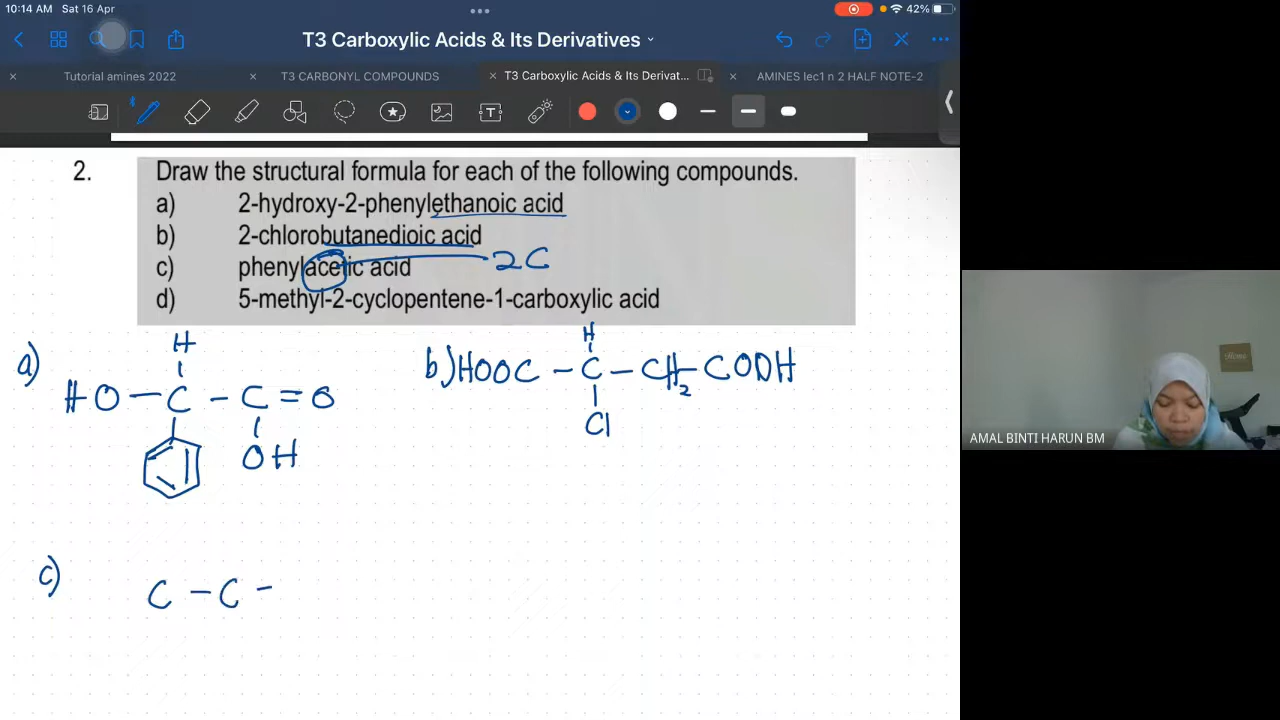 10:14 AM Sat 16 Apr
42%
T3 Carboxylic Acids & Its Derivatives
Tutorial amines 2022
T3 CARBONYL COMPOUNDS
T3 Carboxylic Acids & Its Derivat...
AMINES lec1 n 2 HALF NOTE-2
2. Draw the structural formula for each of the following compounds.
a) 2-hydroxy-2-phenylethanoic acid
b) 2-chlorobutanedioic acid
c) phenylacetic acid
2C
d) 5-methyl-2-cyclopentene-1-carboxylic acid
a)
H
HO - C - C = O
OH
b) HOOC - C - CH2 - COOH
H
Cl
c)
C - C -
Home
AMAL BINTI HARUN BM